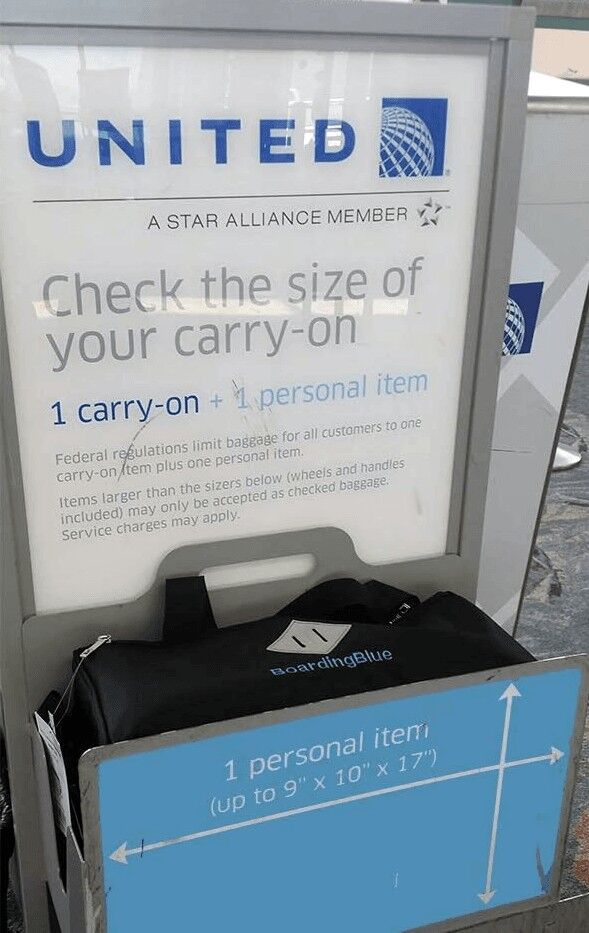 UNITED
A STAR ALLIANCE MEMBER
Check the size of
your carry-on
1 carry-on + 1 personal item
Federal regulations limit baggage for all customers to one
carry-on item plus one personal item.
Items larger than the sizers below (wheels and handles
included) may only be accepted as checked baggage.
Service charges may apply.
BoardingBlue
1 personal item
(up to 9" x 10" x 17")